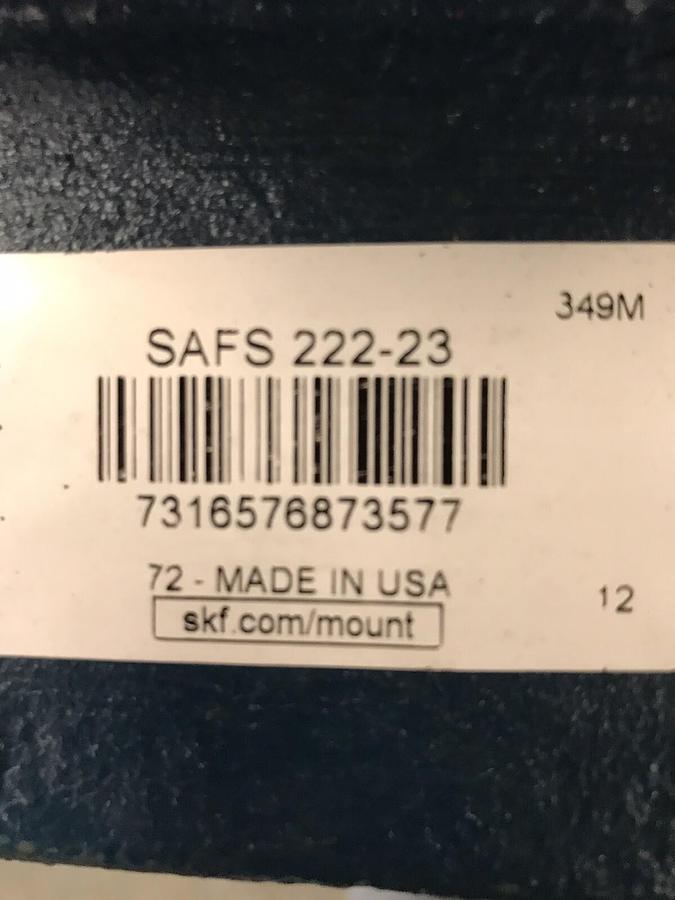 349M
SAFS 222-23
7316576873577
72 - MADE IN USA
skf.com/mount
12